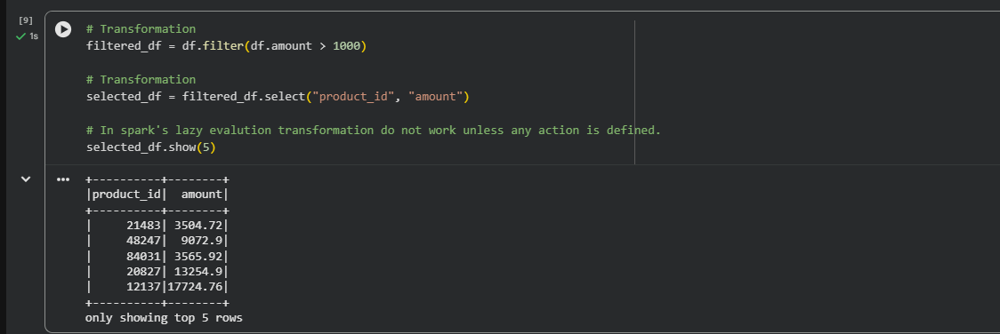 [9]
1s
# Transformation
filtered_df = df.filter(df.amount > 1000)
# Transformation
selected_df = filtered_df.select("product_id", "amount")
# In spark's lazy evalution transformation do not work unless any action is defined.
selected_df.show(5)
+----------+--------+
|product_id|  amount|
+----------+--------+
|     21483| 3504.72|
|     48247|  9072.9|
|     84031| 3565.92|
|     20827| 13254.9|
|     12137|17724.76|
+----------+--------+
only showing top 5 rows